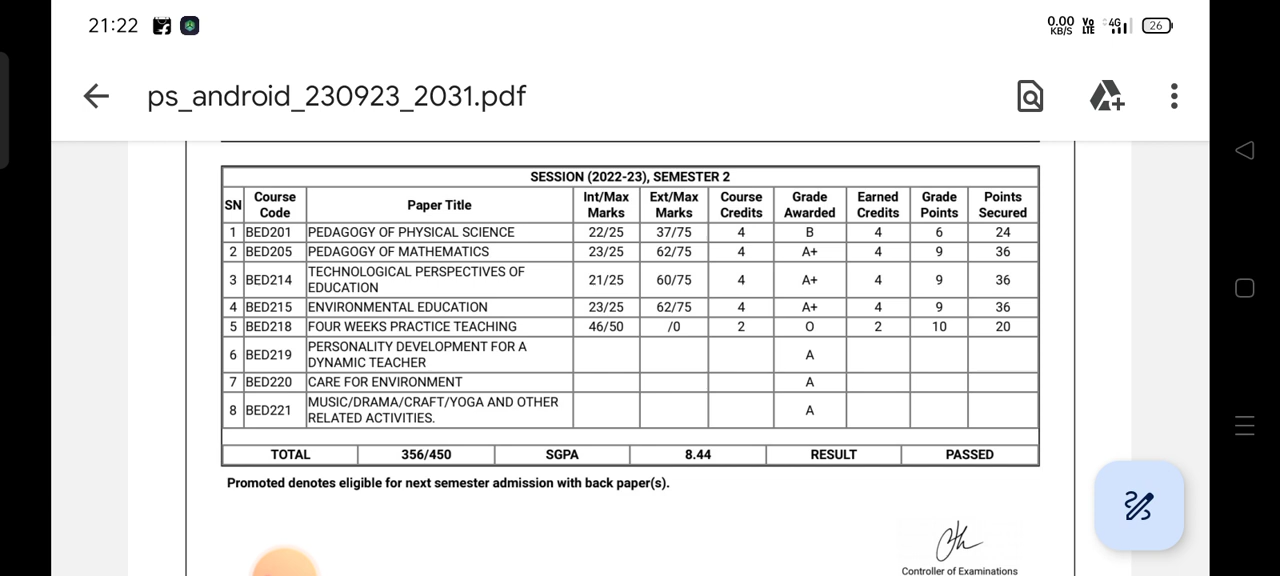 21:22
0.00 KB/S Vo LTE 4G 26
ps_android_230923_2031.pdf
SESSION (2022-23), SEMESTER 2
SN Course Code Paper Title Int/Max Marks Ext/Max Marks Course Credits Grade Awarded Earned Credits Grade Points Points Secured
1 BED201 PEDAGOGY OF PHYSICAL SCIENCE 22/25 37/75 4 B 4 6 24
2 BED205 PEDAGOGY OF MATHEMATICS 23/25 62/75 4 A+ 4 9 36
3 BED214 TECHNOLOGICAL PERSPECTIVES OF EDUCATION 21/25 60/75 4 A+ 4 9 36
4 BED215 ENVIRONMENTAL EDUCATION 23/25 62/75 4 A+ 4 9 36
5 BED218 FOUR WEEKS PRACTICE TEACHING 46/50 /0 2 O 2 10 20
6 BED219 PERSONALITY DEVELOPMENT FOR A DYNAMIC TEACHER A
7 BED220 CARE FOR ENVIRONMENT A
8 BED221 MUSIC/DRAMA/CRAFT/YOGA AND OTHER RELATED ACTIVITIES. A
TOTAL 356/450 SGPA 8.44 RESULT PASSED
Promoted denotes eligible for next semester admission with back paper(s).
Controller of Examinations